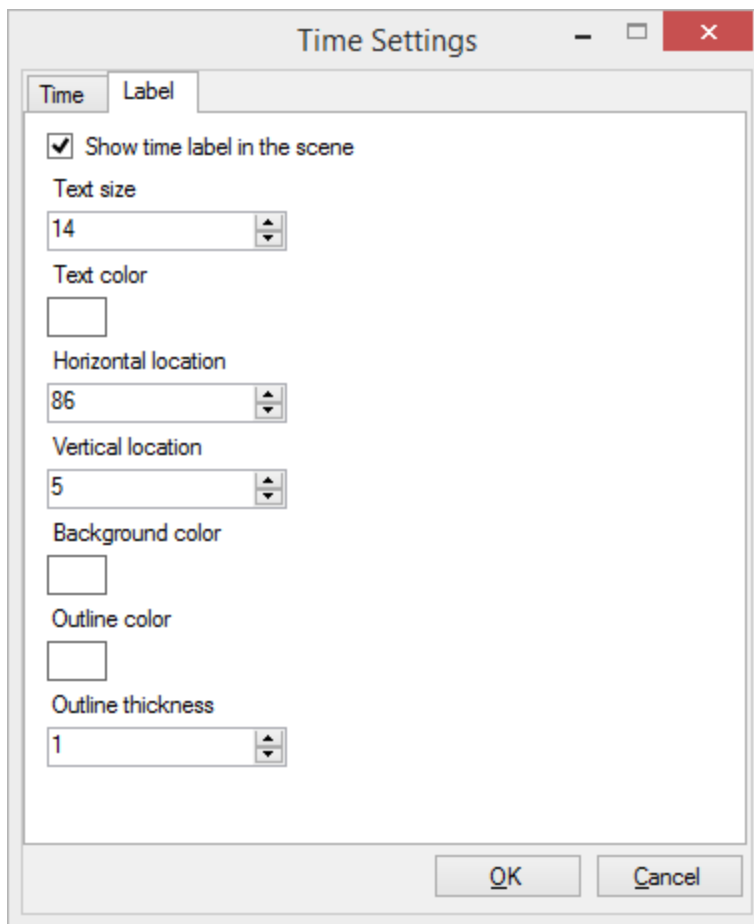 Time Settings
Time Label
Show time label in the scene
Text size
14
Text color
Horizontal location
86
Vertical location
5
Background color
Outline color
Outline thickness
1
OK Cancel